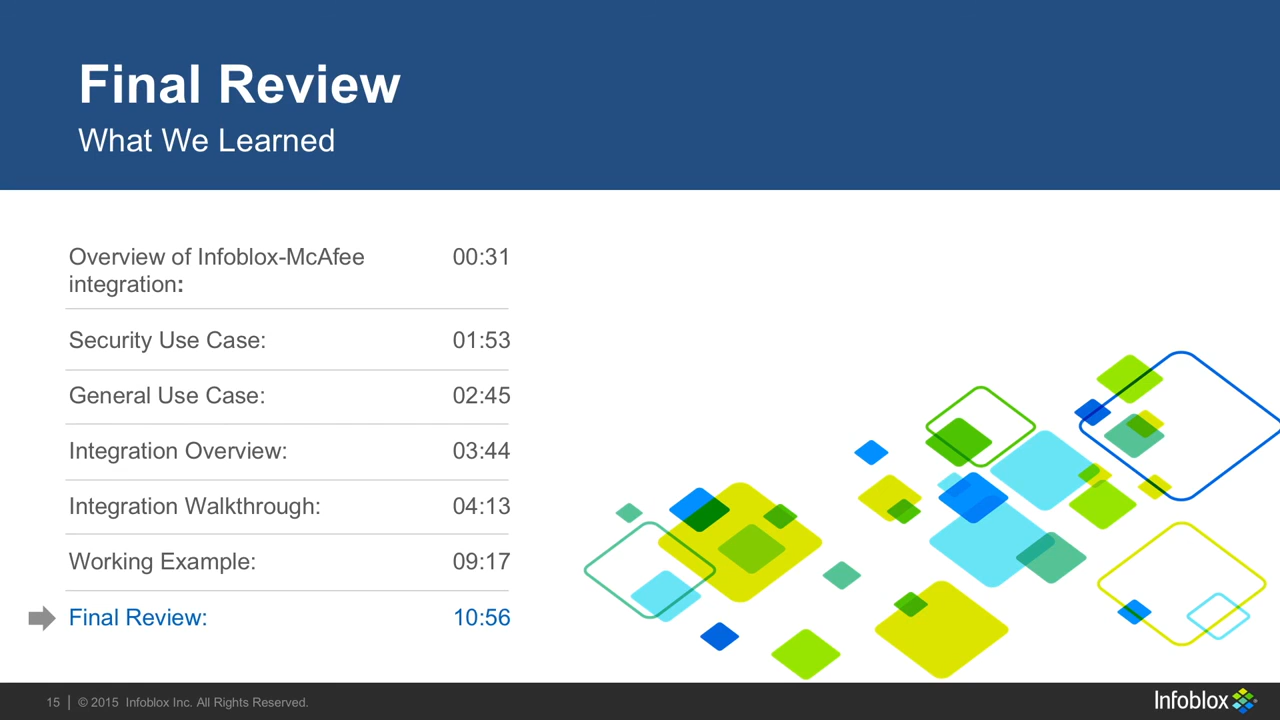 Final Review
What We Learned
Overview of Infoblox-McAfee 00:31
integration:
Security Use Case: 01:53
General Use Case: 02:45
Integration Overview: 03:44
Integration Walkthrough: 04:13
Working Example: 09:17
Final Review: 10:56
15 | © 2015 Infoblox Inc. All Rights Reserved.
Infoblox